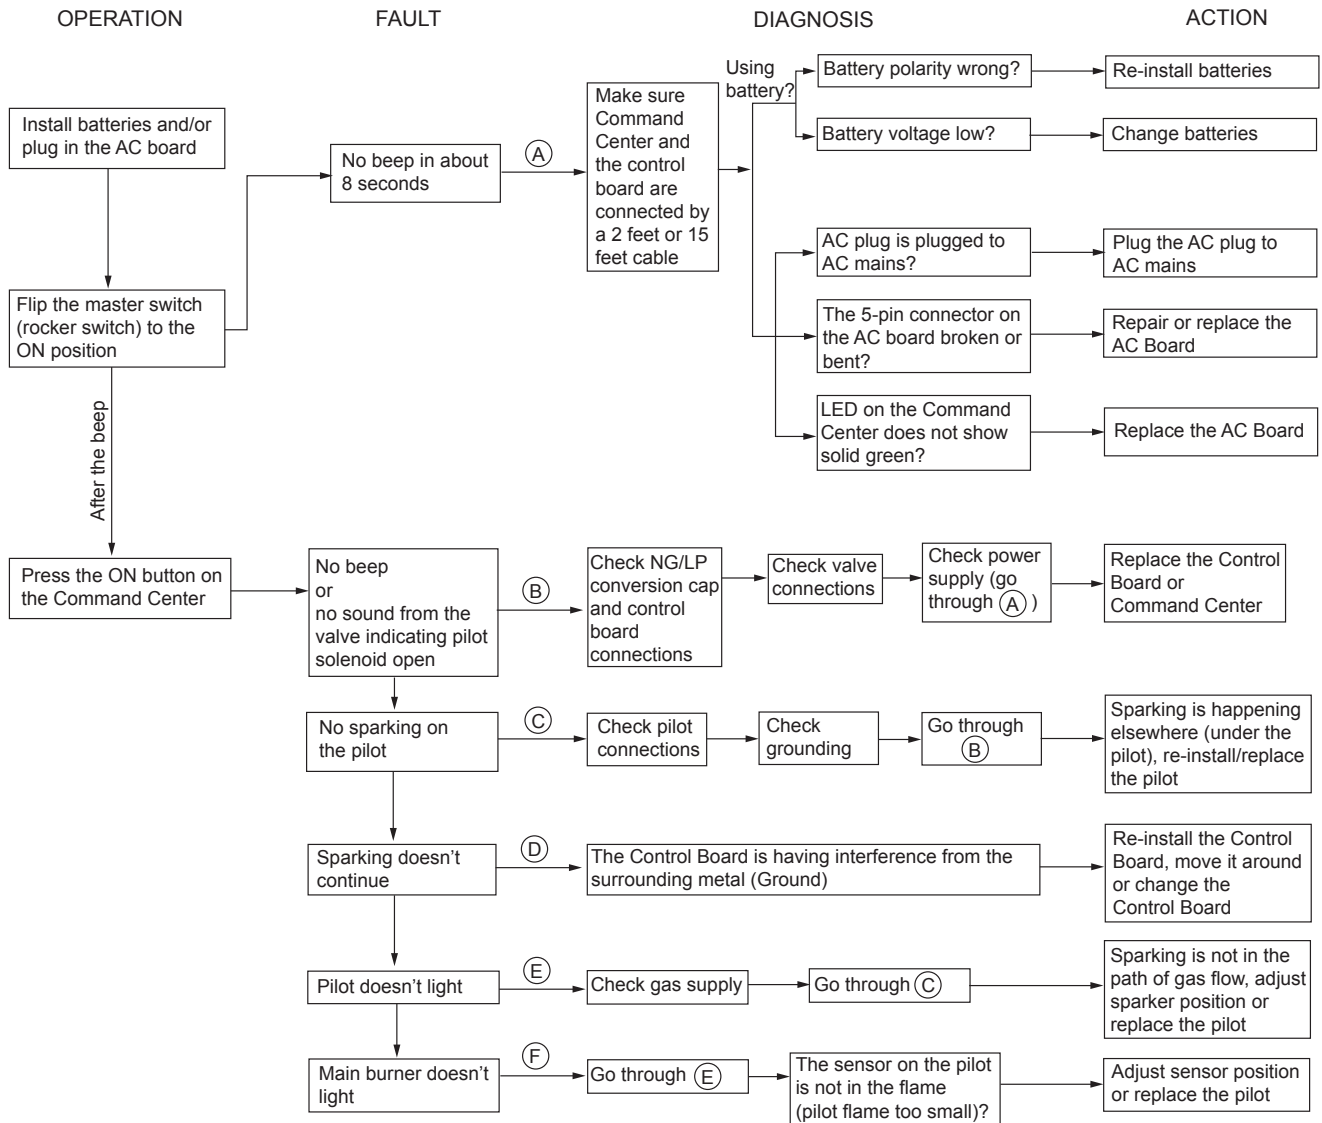 OPERATION
FAULT
DIAGNOSIS
ACTION
Install batteries and/or
plug in the AC board
Flip the master switch
(rocker switch) to the
ON position
No beep in about
8 seconds
A
Make sure
Command
Center and
the control
board are
connected by
a 2 feet or 15
feet cable
Using
battery?
Battery polarity wrong?
Re-install batteries
Battery voltage low?
Change batteries
AC plug is plugged to
AC mains?
Plug the AC plug to
AC mains
The 5-pin connector on
the AC board broken or
bent?
Repair or replace the
AC Board
LED on the Command
Center does not show
solid green?
Replace the AC Board
After the beep
Press the ON button on
the Command Center
No beep
or
no sound from the
valve indicating pilot
solenoid open
B
Check NG/LP
conversion cap
and control
board
connections
Check valve
connections
Check power
supply (go
through A )
Replace the Control
Board or
Command Center
No sparking on
the pilot
C
Check pilot
connections
Check
grounding
Go through
B
Sparking is happening
elsewhere (under the
pilot), re-install/replace
the pilot
Sparking doesn't
continue
D
The Control Board is having interference from the
surrounding metal (Ground)
Re-install the Control
Board, move it around
or change the
Control Board
Pilot doesn't light
E
Check gas supply
Go through C
Sparking is not in the
path of gas flow, adjust
sparker position or
replace the pilot
Main burner doesn't
light
F
Go through E
The sensor on the pilot
is not in the flame
(pilot flame too small)?
Adjust sensor position
or replace the pilot